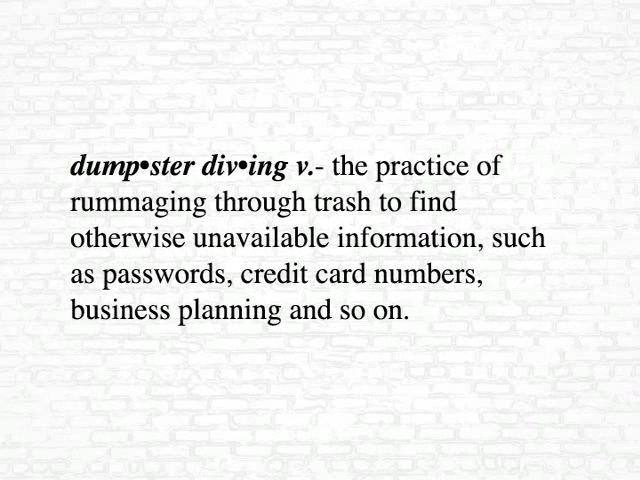 dump•ster div•ing v.- the practice of
rummaging through trash to find
otherwise unavailable information, such
as passwords, credit card numbers,
business planning and so on.